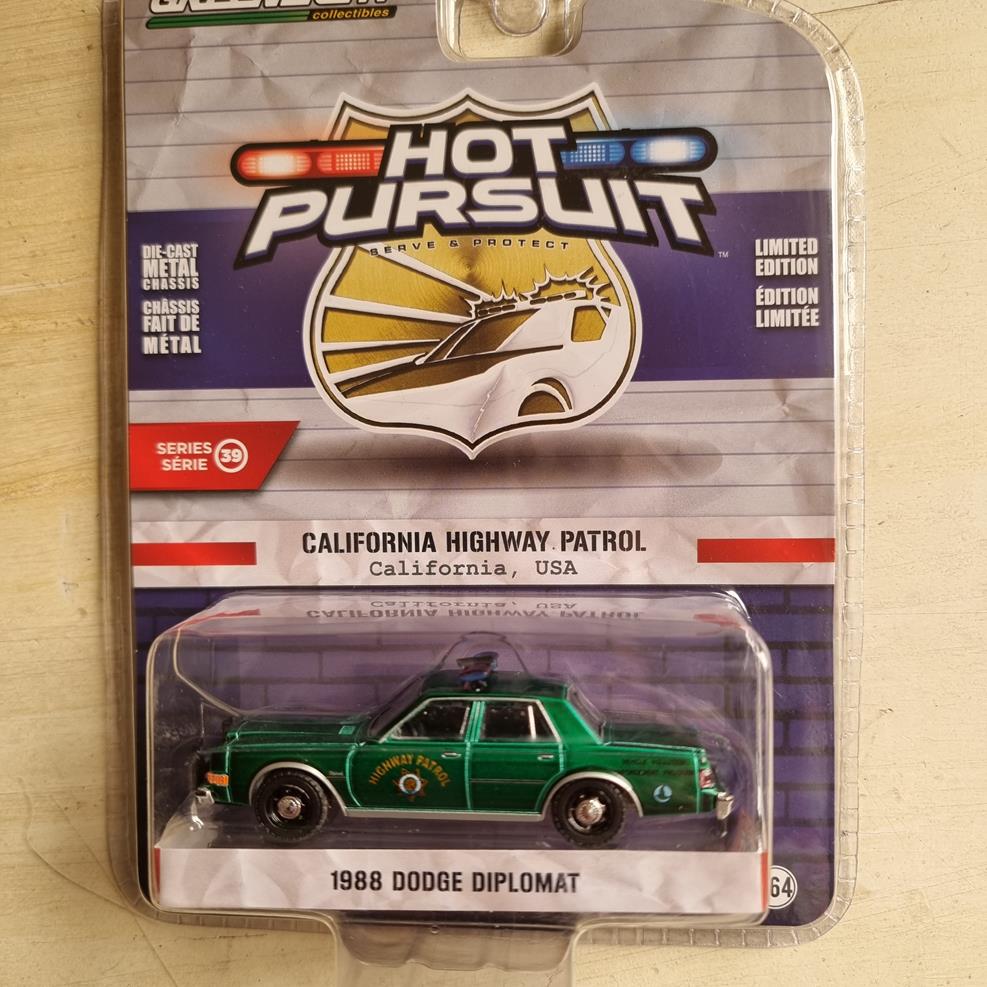 collectibles
HOT
PURSUIT
TM
SERVE & PROTECT
DIE-CAST
METAL
CHASSIS
CHÂSSIS
FAIT DE
MÉTAL
LIMITED
EDITION
ÉDITION
LIMITÉE
SERIES
SÉRIE
39
CALIFORNIA HIGHWAY PATROL
California, USA
HIGHWAY PATROL
1988 DODGE DIPLOMAT
64